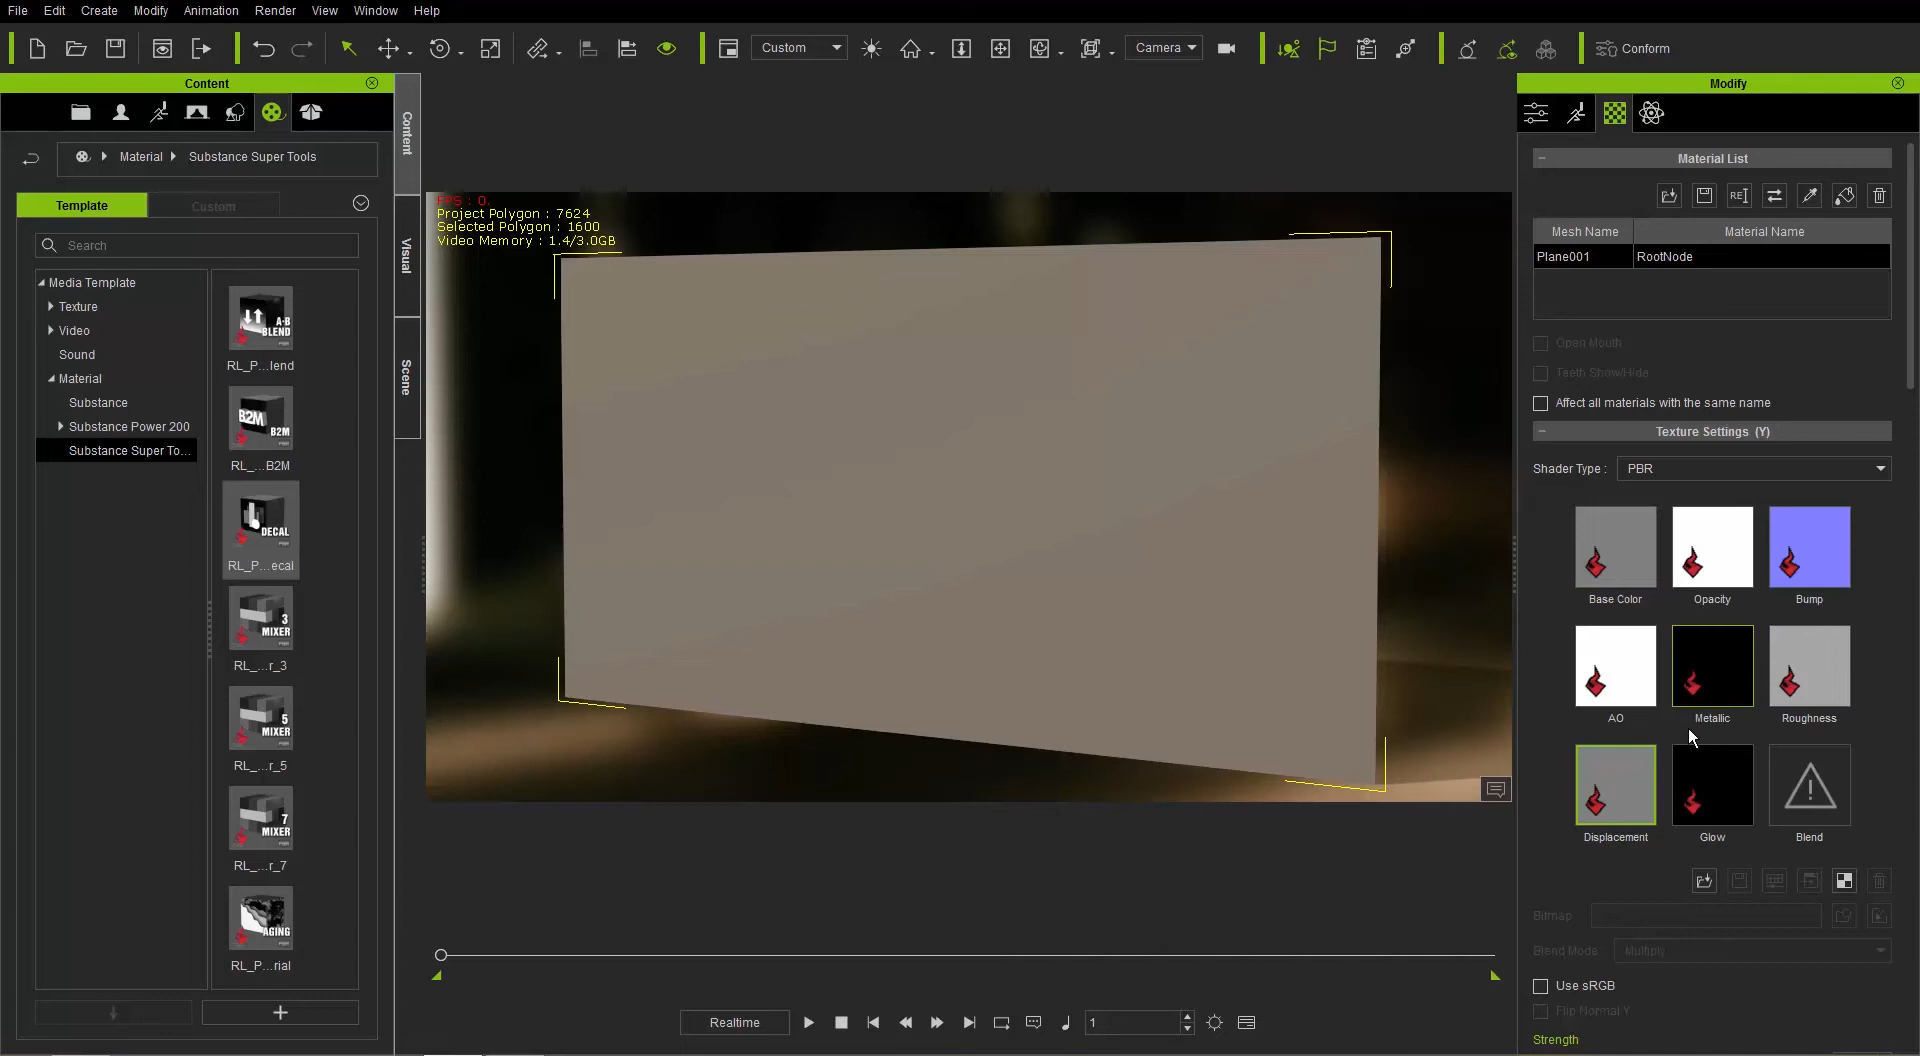 File Edit Create Modify Animation Render View Window Help
Custom Camera Conform
Content
Material Substance Super Tools
Template Custom
Search
Media Template
Texture
Video
Sound
Material
Substance
Substance Power 200
Substance Super To...
A-B BLEND
RL_P...lend
B2M B2M
RL_...B2M
DECAL
RL_P...ecal
3 MIXER
RL_...r_3
5 MIXER
RL_...r_5
7 MIXER
RL_...r_7
AGING
RL_P...rial
Content
Visual
Scene
FPS : 0.
Project Polygon : 7624
Selected Polygon : 1600
Video Memory : 1.4/3.0GB
Realtime 1
Modify
Material List
Mesh Name Material Name
Plane001 RootNode
Open Mouth
Teeth Show/Hide
Affect all materials with the same name
Texture Settings (Y)
Shader Type : PBR
Base Color Opacity Bump
AO Metallic Roughness
Displacement Glow Blend
Bitmap
Blend Mode Multiply
Use sRGB
Flip Normal Y
Strength